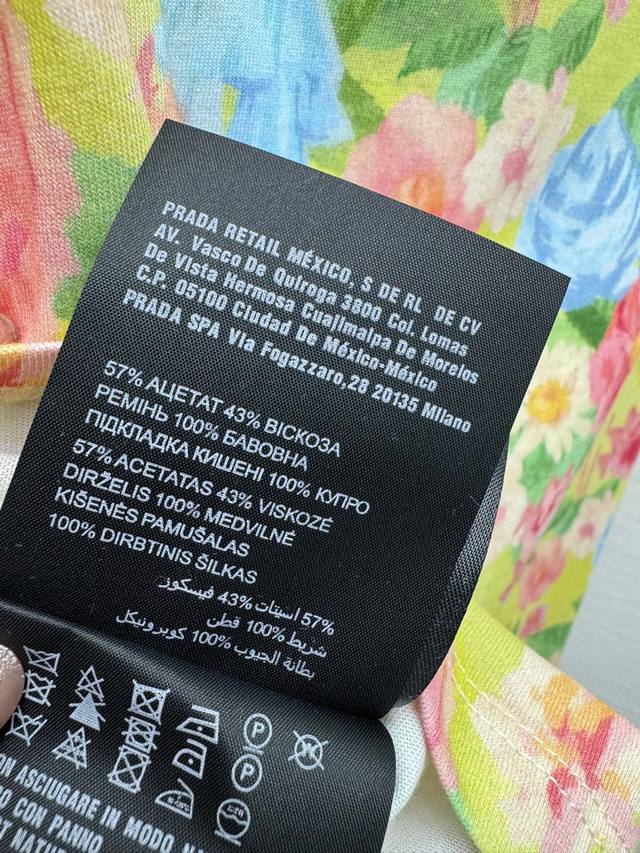 PRADA RETAIL MÉXICO, S DE RL DE CV
AV. Vasco De Quiroga 3800 Col. Lomas
De Vista Hermosa Cuajimalpa De Morelos
C.P. 05100 Ciudad De México-México
PRADA SPA Via Fogazzaro,28 20135 Milano
57% АЦЕТАТ 43% ВІСКОЗА
РЕМІНЬ 100% БАВОВНА
ПІДКЛАДКА КИШЕНІ 100% КУПРО
57% ACETATAS 43% VISKOZĖ
DIRŽELIS 100% MEDVILNĖ
KIŠENĖS PAMUŠALAS
100% DIRBTINIS ŠILKAS
57% اسيتات 43% فيسكوز
شريط 100% قطن
بطانة الجيوب 100% كوبرونيكل
P
W
P
ON ASCIUGARE IN MODO
CON PANNO